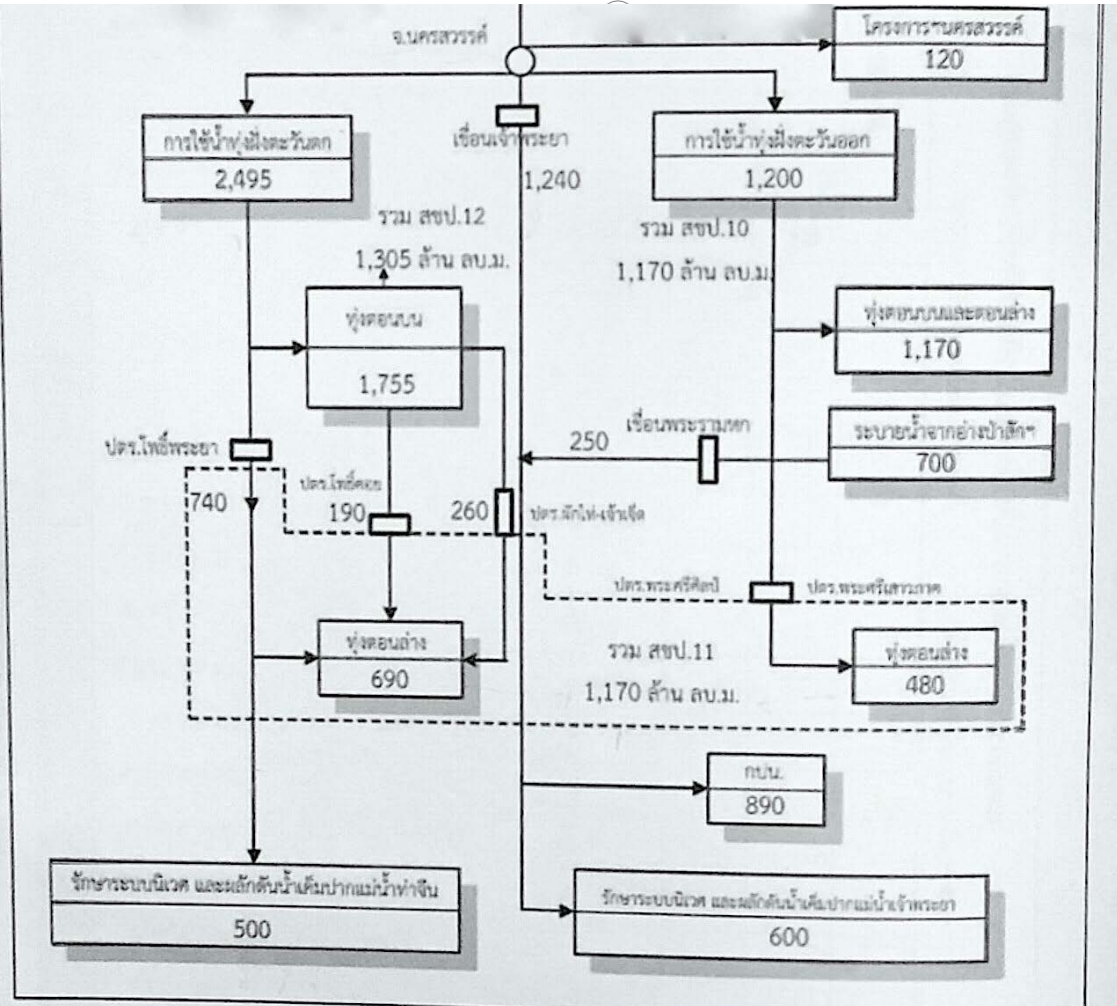 จ.นครสวรรค์
โครงการฯนครสวรรค์
120
การใช้น้ำทุ่งฝั่งตะวันตก
2,495
เขื่อนเจ้าพระยา
1,240
การใช้น้ำทุ่งฝั่งตะวันออก
1,200
รวม สชป.12
1,305 ล้าน ลบ.ม.
รวม สชป.10
1,170 ล้าน ลบ.ม.
ทุ่งตอนบน
1,755
ทุ่งตอนบนและตอนล่าง
1,170
ปตร.โพธิ์พระยา
เขื่อนพระรามหก
250
ระบายน้ำจากอ่างป่าสักฯ
700
740
ปตร.โพธิ์คอย
190
260
ปตร.ผักไห่-เจ้าเจ็ด
ปตร.พระศรีศิลป์
ปตร.พระศรีเสาวภาค
ทุ่งตอนล่าง
690
รวม สชป.11
1,170 ล้าน ลบ.ม.
ทุ่งตอนล่าง
480
กปน.
890
รักษาระบบนิเวศ และผลักดันน้ำเค็มปากแม่น้ำท่าจีน
500
รักษาระบบนิเวศ และผลักดันน้ำเค็มปากแม่น้ำเจ้าพระยา
600